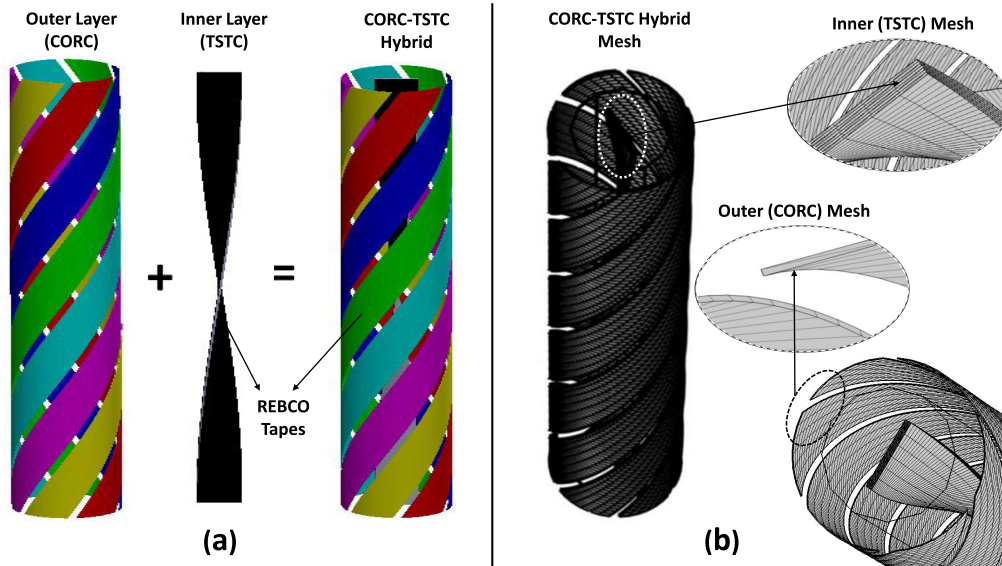 Outer Layer
(CORC)
Inner Layer
(TSTC)
CORC-TSTC
Hybrid
+
=
REBCO
Tapes
(a)
CORC-TSTC Hybrid
Mesh
Inner (TSTC) Mesh
Outer (CORC) Mesh
(b)